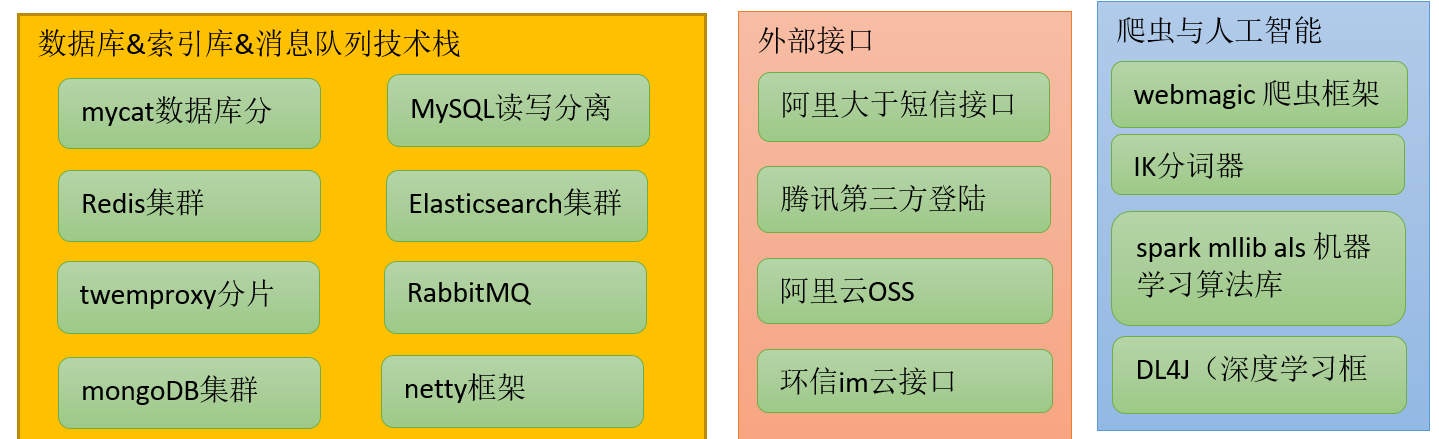 数据库&索引库&消息队列技术栈
mycat数据库分
MySQL读写分离
Redis集群
Elasticsearch集群
twemproxy分片
RabbitMQ
mongoDB集群
netty框架
外部接口
阿里大于短信接口
腾讯第三方登陆
阿里云OSS
环信im云接口
爬虫与人工智能
webmagic 爬虫框架
IK分词器
spark mllib als 机器
学习算法库
DL4J（深度学习框